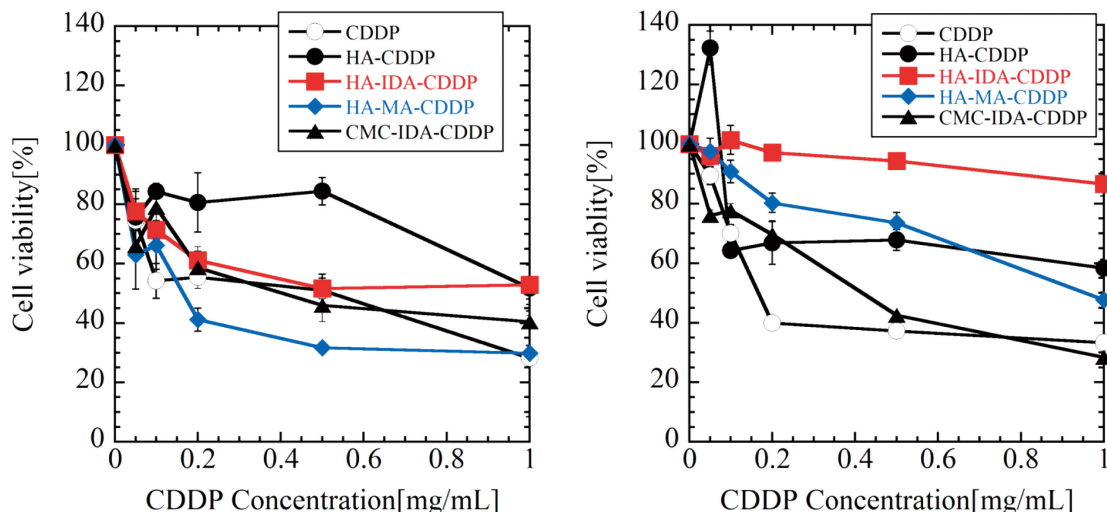 140
120
100
80
60
40
20
0
Cell viablity[%]
CDDP
HA-CDDP
HA-IDA-CDDP
HA-MA-CDDP
CMC-IDA-CDDP
0 0.2 0.4 0.6 0.8 1
CDDP Concentration[mg/mL]
140
120
100
80
60
40
20
0
Cell viablity[%]
CDDP
HA-CDDP
HA-IDA-CDDP
HA-MA-CDDP
CMC-IDA-CDDP
0 0.2 0.4 0.6 0.8 1
CDDP Concentration[mg/mL]